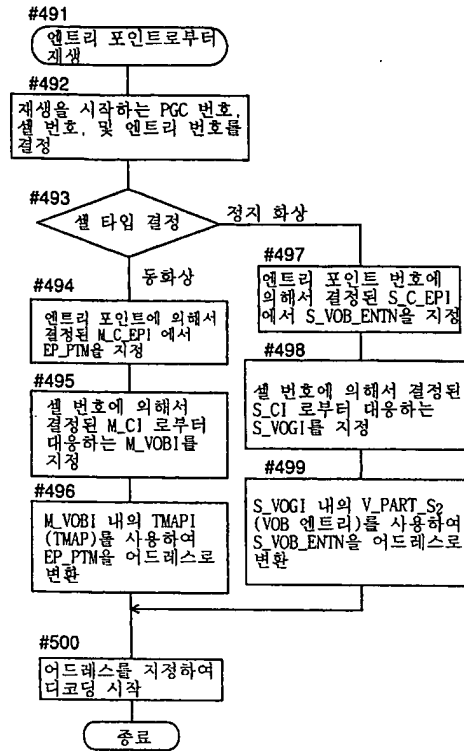 #491
엔트리 포인트로부터
재생
#492
재생을 시작하는 PGC 번호,
셀 번호, 및 엔트리 번호를
결정
#493
셀 타입 결정
정지 화상
동화상
#494
엔트리 포인트에 의해서
결정된 M_C_EPI 에서
EP_PTM을 지정
#495
셀 번호에 의해서
결정된 M_CI 로부터
대응하는 M_VOBI를
지정
#496
M_VOBI 내의 TMAPI
(TMAP)를 사용하여
EP_PTM을 어드레스로
변환
#497
엔트리 포인트 번호에
의해서 결정된 S_C_EPI
에서 S_VOB_ENTN을 지정
#498
셀 번호에 의해서 결정된
S_CI 로부터 대응하는
S_VOGI를 지정
#499
S_VOGI 내의 V_PART_S2
(VOB 엔트리)를 사용하여
S_VOB_ENTN을 어드레스로
변환
#500
어드레스를 지정하여
디코딩 시작
종료